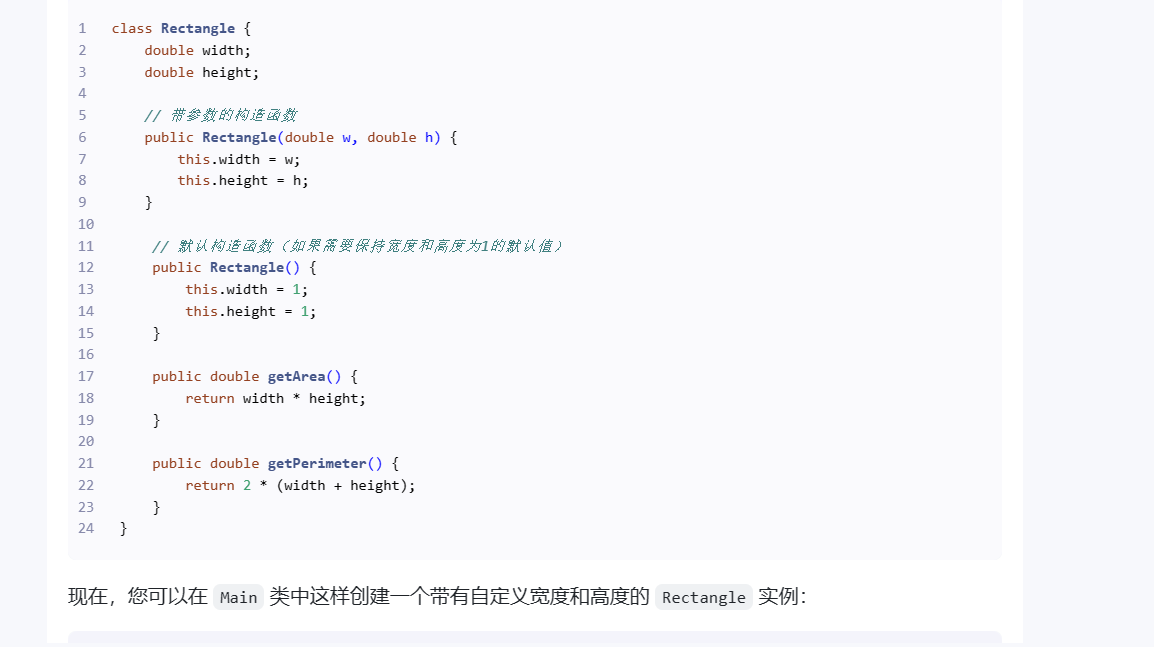 1 class Rectangle {
2 double width;
3 double height;
4
5 // 带参数的构造函数
6 public Rectangle(double w, double h) {
7 this.width = w;
8 this.height = h;
9 }
10
11 // 默认构造函数（如果需要保持宽度和高度为1的默认值）
12 public Rectangle() {
13 this.width = 1;
14 this.height = 1;
15 }
16
17 public double getArea() {
18 return width * height;
19 }
20
21 public double getPerimeter() {
22 return 2 * (width + height);
23 }
24 }
现在，您可以在 Main 类中这样创建一个带有自定义宽度和高度的 Rectangle 实例：